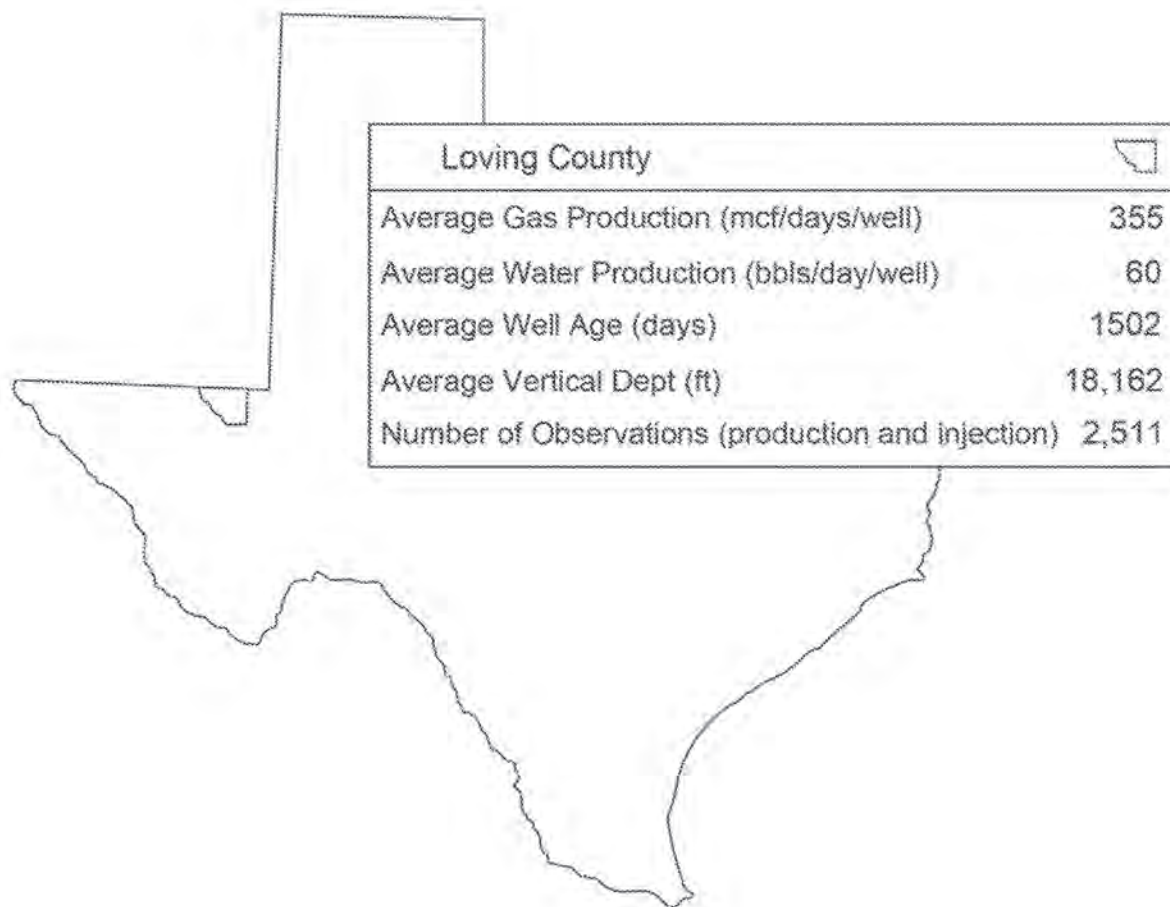 Loving County
Average Gas Production (mcf/days/well) 355
Average Water Production (bbls/day/well) 60
Average Well Age (days) 1502
Average Vertical Dept (ft) 18,162
Number of Observations (production and injection) 2,511